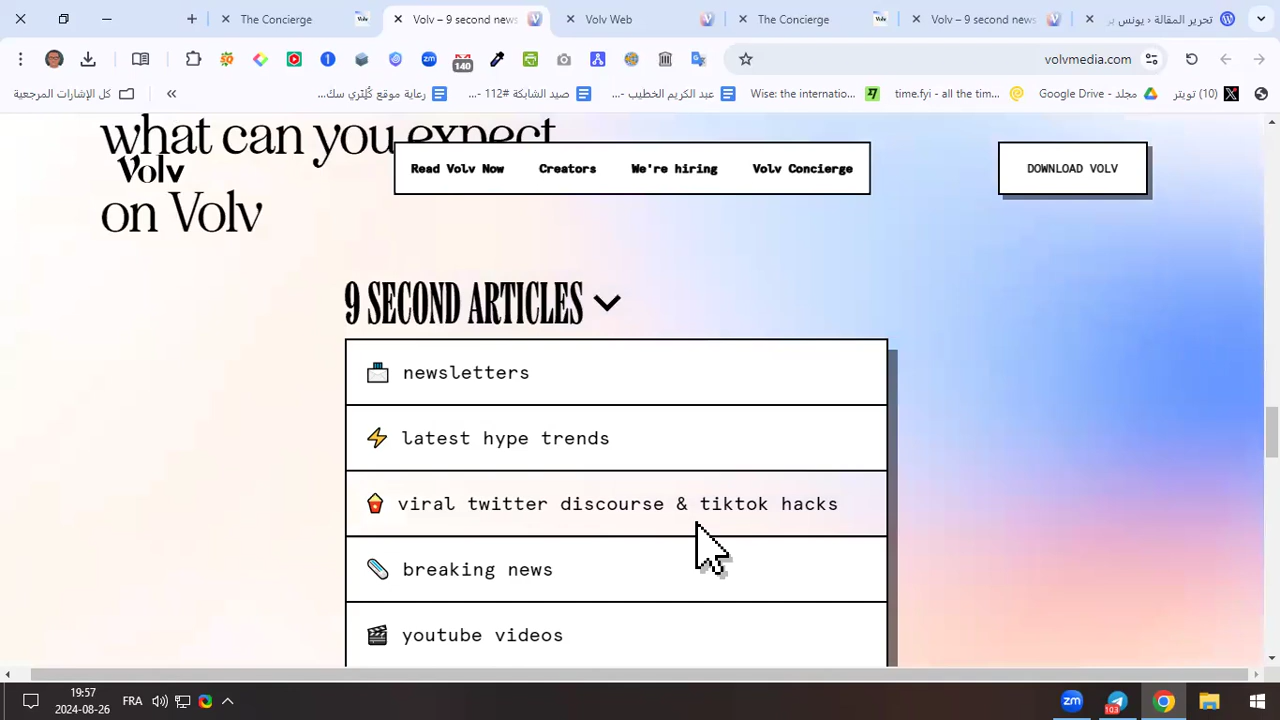 The Concierge
Volv – 9 second news
Volv Web
The Concierge
Volv – 9 second news
تحرير المقالة ‹ يونس بر
140
volvmedia.com
كل الإشارات المرجعية
رعاية موقع كُلِتَري سك...
صيد الشابكة #112 -...
عبد الكريم الخطيب -...
Wise: the internatio...
time.fyi - all the tim...
مجلد - Google Drive
(10) تويتر
what can you expect
on Volv
Volv
Read Volv Now
Creators
We're hiring
Volv Concierge
DOWNLOAD VOLV
9 SECOND ARTICLES
newsletters
latest hype trends
viral twitter discourse & tiktok hacks
breaking news
youtube videos
19:57
2024-08-26
FRA